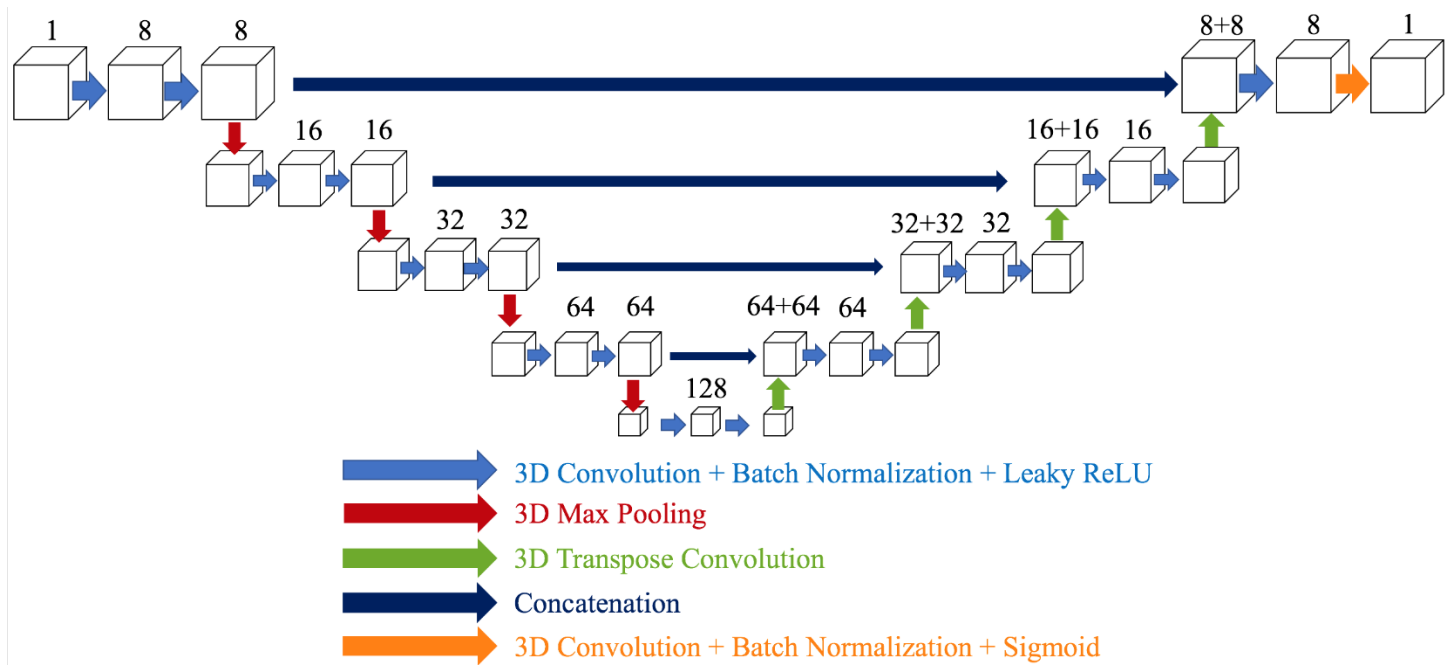 1 8 8 8+8 8 1
16 16 16+16 16
32 32 32+32 32
64 64 64+64 64
128
3D Convolution + Batch Normalization + Leaky ReLU
3D Max Pooling
3D Transpose Convolution
Concatenation
3D Convolution + Batch Normalization + Sigmoid